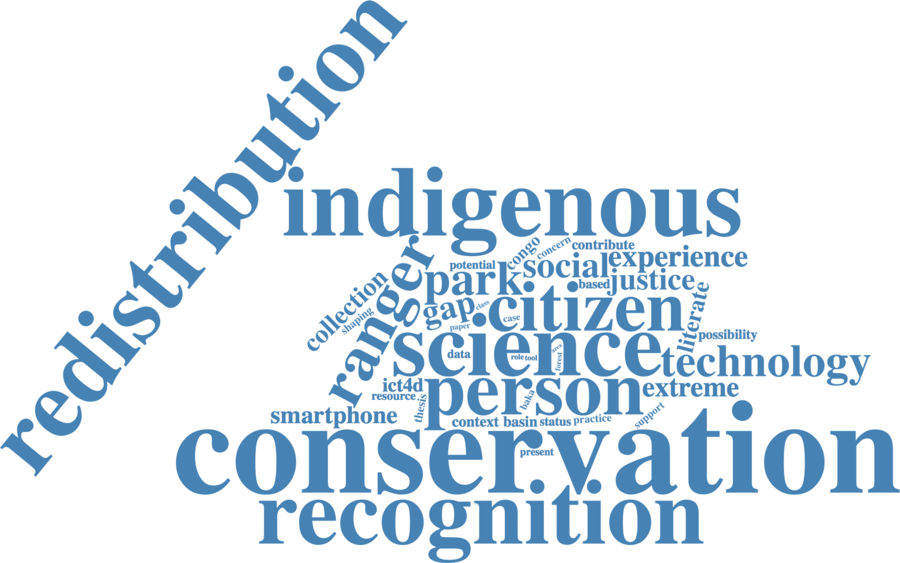 redistribution
indigenous
congo
concern
contribute
potential
social
experience
collection
shaping
ranger
park
based
justice
gap
class
citizen
literate
paper
case
possibility
science
data
role
tool
forest
area
technology
ict4d
person
extreme
resource
smartphone
thesis
baka
context
basin
status
practice
support
conservation
present
recognition